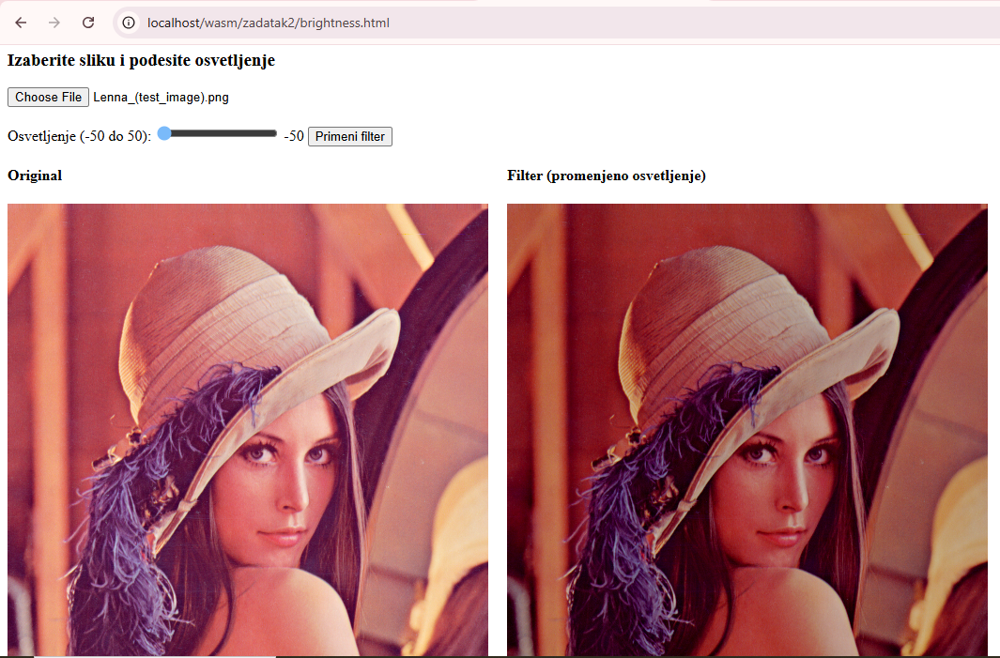 localhost/wasm/zadatak2/brightness.html
Izaberite sliku i podesite osvetljenje
Choose File Lenna_(test_image).png
Osvetljenje (-50 do 50): -50 Primeni filter
Original
Filter (promenjeno osvetljenje)